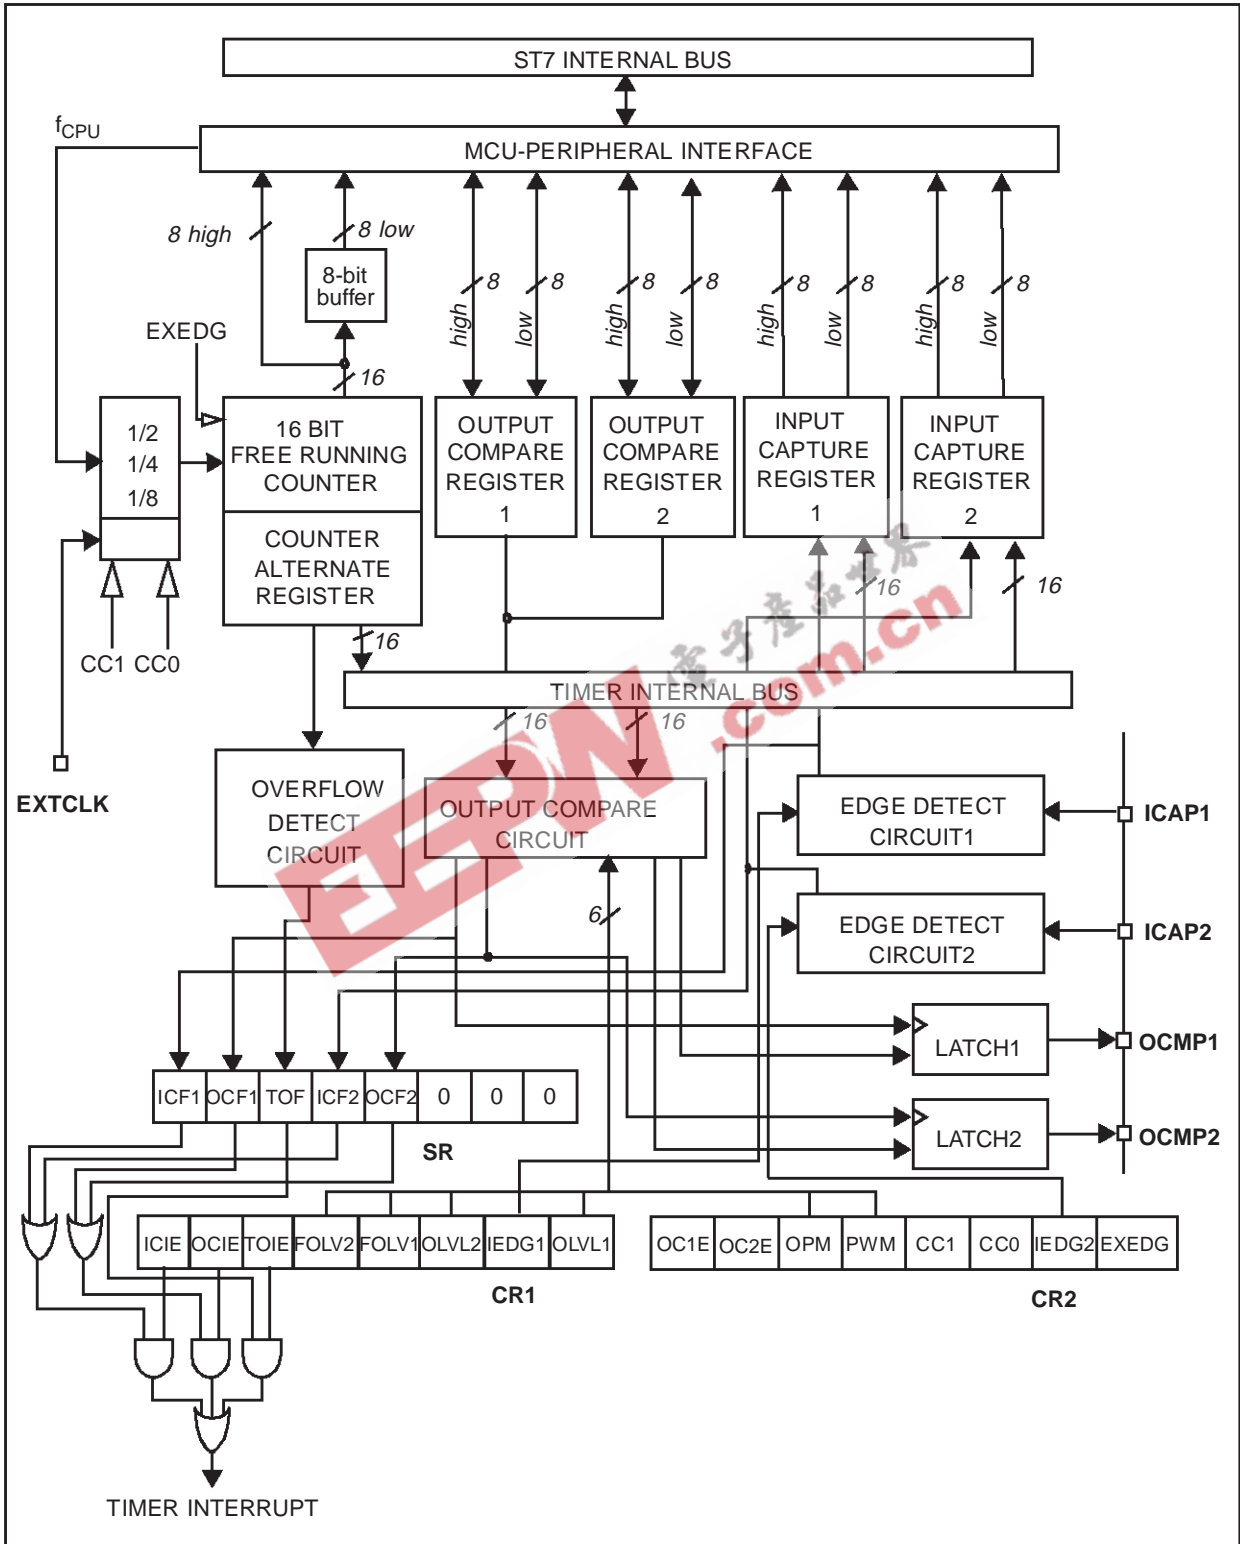 ST7 INTERNAL BUS
fCPU
MCU-PERIPHERAL INTERFACE
8 high
8 low
8-bit
buffer
8
8
8
8
8
8
8
8
high
low
high
low
high
low
high
low
EXEDG
16
1/2
1/4
1/8
16 BIT
FREE RUNNING
COUNTER
OUTPUT
COMPARE
REGISTER
1
OUTPUT
COMPARE
REGISTER
2
INPUT
CAPTURE
REGISTER
1
INPUT
CAPTURE
REGISTER
2
COUNTER
ALTERNATE
REGISTER
16
16
16
CC1 CC0
TIMER INTERNAL BUS
16
16
電子產品世界
EEPW
.com.cn
EXTCLK
OVERFLOW
DETECT
CIRCUIT
OUTPUT COMPARE
CIRCUIT
EDGE DETECT
CIRCUIT1
ICAP1
6
EDGE DETECT
CIRCUIT2
ICAP2
LATCH1
OCMP1
LATCH2
OCMP2
ICF1 OCF1 TOF ICF2 OCF2 0 0 0
SR
ICIE OCIE TOIE FOLV2 FOLV1 OLVL2 IEDG1 OLVL1
CR1
OC1E OC2E OPM PWM CC1 CC0 IEDG2 EXEDG
CR2
TIMER INTERRUPT